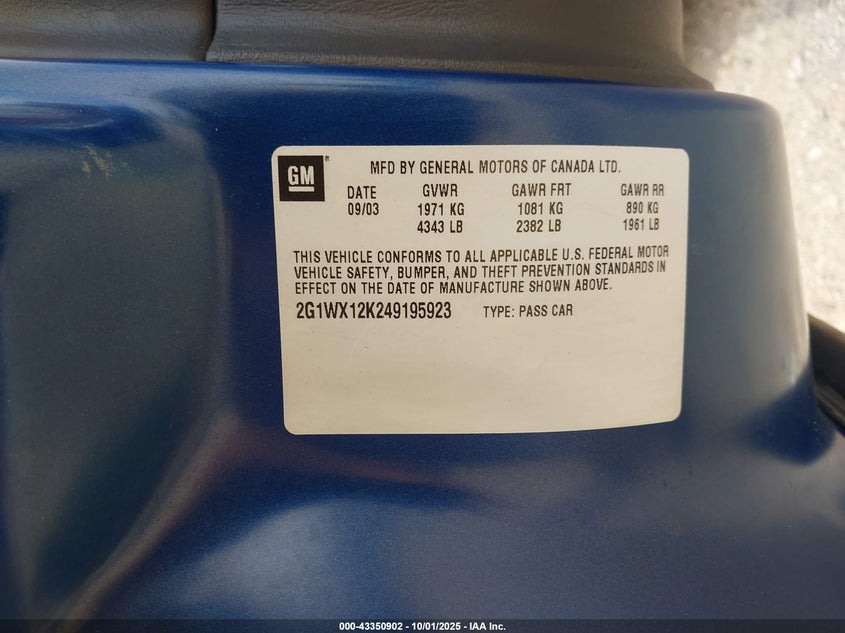 GM
MFD BY GENERAL MOTORS OF CANADA LTD.
DATE GVWR GAWR FRT GAWR RR
09/03 1971 KG 1081 KG 890 KG
4343 LB 2382 LB 1961 LB
THIS VEHICLE CONFORMS TO ALL APPLICABLE U.S. FEDERAL MOTOR
VEHICLE SAFETY, BUMPER, AND THEFT PREVENTION STANDARDS IN
EFFECT ON THE DATE OF MANUFACTURE SHOWN ABOVE.
2G1WX12K249195923 TYPE: PASS CAR
000-43350902 - 10/01/2025 - IAA Inc.